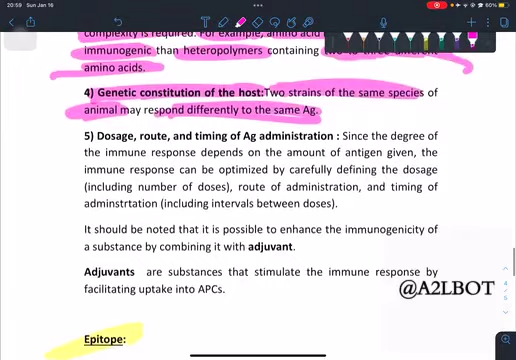 20:59 Sun Jan 16
complexity is required. For example, amino acid
immunogenic than heteropolymers containing two to three different
amino acids.
4) Genetic constitution of the host: Two strains of the same species of
animal may respond differently to the same Ag.
5) Dosage, route, and timing of Ag administration : Since the degree
of the immune response depends on the amount of antigen given, the
immune response can be optimized by carefully defining the dosage
(including number of doses), route of administration, and timing of
adminstrtation (including intervals between doses).
It should be noted that it is possible to enhance the immunogenicity
of a substance by combining it with adjuvant.
Adjuvants are substances that stimulate the immune response by
facilitating uptake into APCs.
@A2LBOT
4
5
Epitope: